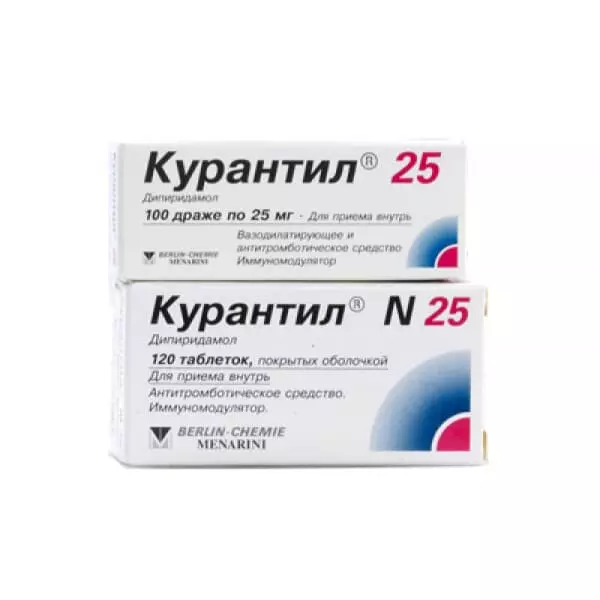 Курантил® 25
Дипиридамол
100 драже по 25 мг - Для приема внутрь
Вазодилатирующее и
антитромботическое средство
Иммуномодулятор
BERLIN-CHEMIE
MENARINI
Курантил® N 25
Дипиридамол
120 таблеток, покрытых оболочкой
Для приема внутрь
Антитромботическое средство.
Иммуномодулятор.
BERLIN-CHEMIE
MENARINI